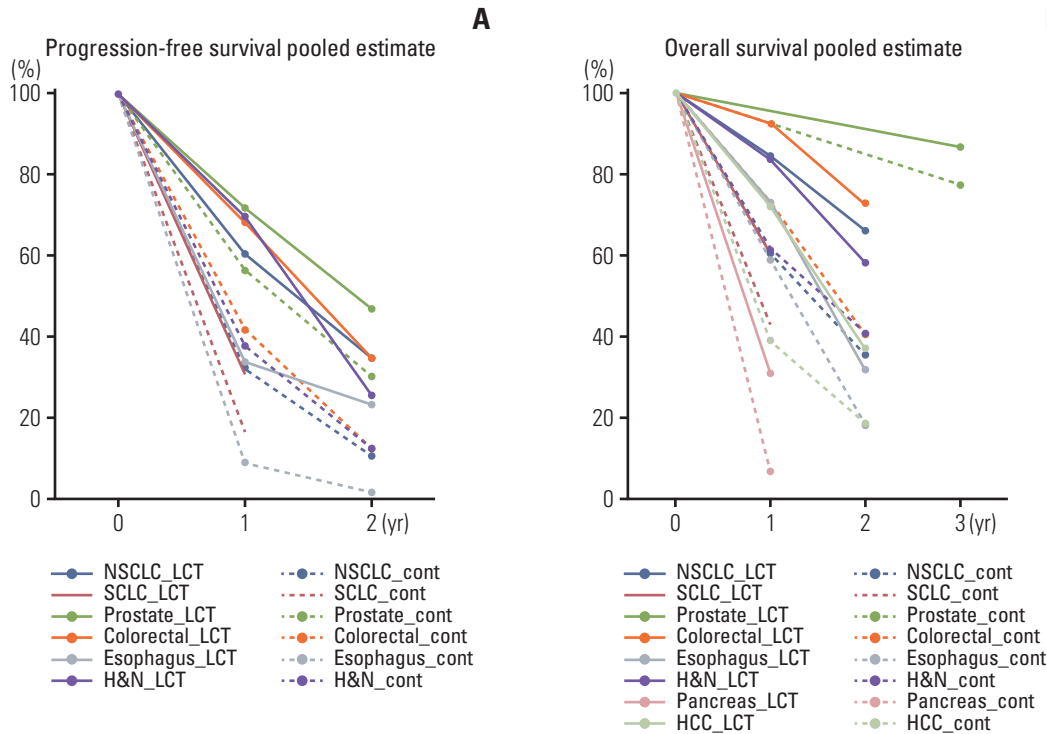 A
Progression-free survival pooled estimate
(%)
100
80
60
40
20
0
0 1 2 (yr)
NSCLC_LCT NSCLC_cont
SCLC_LCT SCLC_cont
Prostate_LCT Prostate_cont
Colorectal_LCT Colorectal_cont
Esophagus_LCT Esophagus_cont
H&N_LCT H&N_cont
Overall survival pooled estimate
(%)
100
80
60
40
20
0
0 1 2 3 (yr)
NSCLC_LCT NSCLC_cont
SCLC_LCT SCLC_cont
Prostate_LCT Prostate_cont
Colorectal_LCT Colorectal_cont
Esophagus_LCT Esophagus_cont
H&N_LCT H&N_cont
Pancreas_LCT Pancreas_cont
HCC_LCT HCC_cont